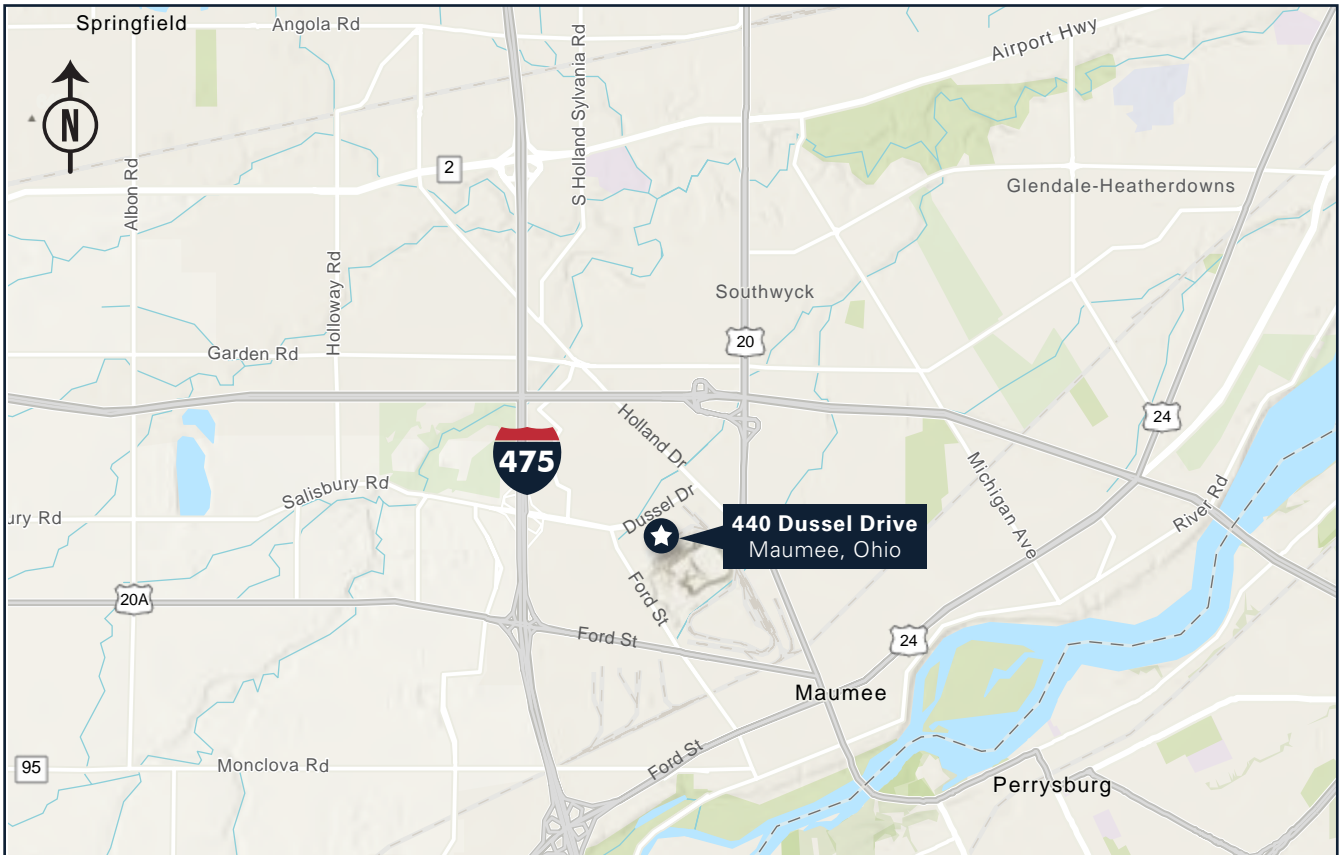 Springfield
Angola Rd
Airport Hwy
S Holland Sylvania Rd
N
Albon Rd
2
Glendale-Heatherdowns
Holloway Rd
Southwyck
20
Garden Rd
24
Holland Dr
475
Michigan Ave
Salisbury Rd
Dussel Dr
River Rd
ury Rd
440 Dussel Drive
Maumee, Ohio
20A
Ford St
Ford St
24
Maumee
Ford St
95
Monclova Rd
Perrysburg